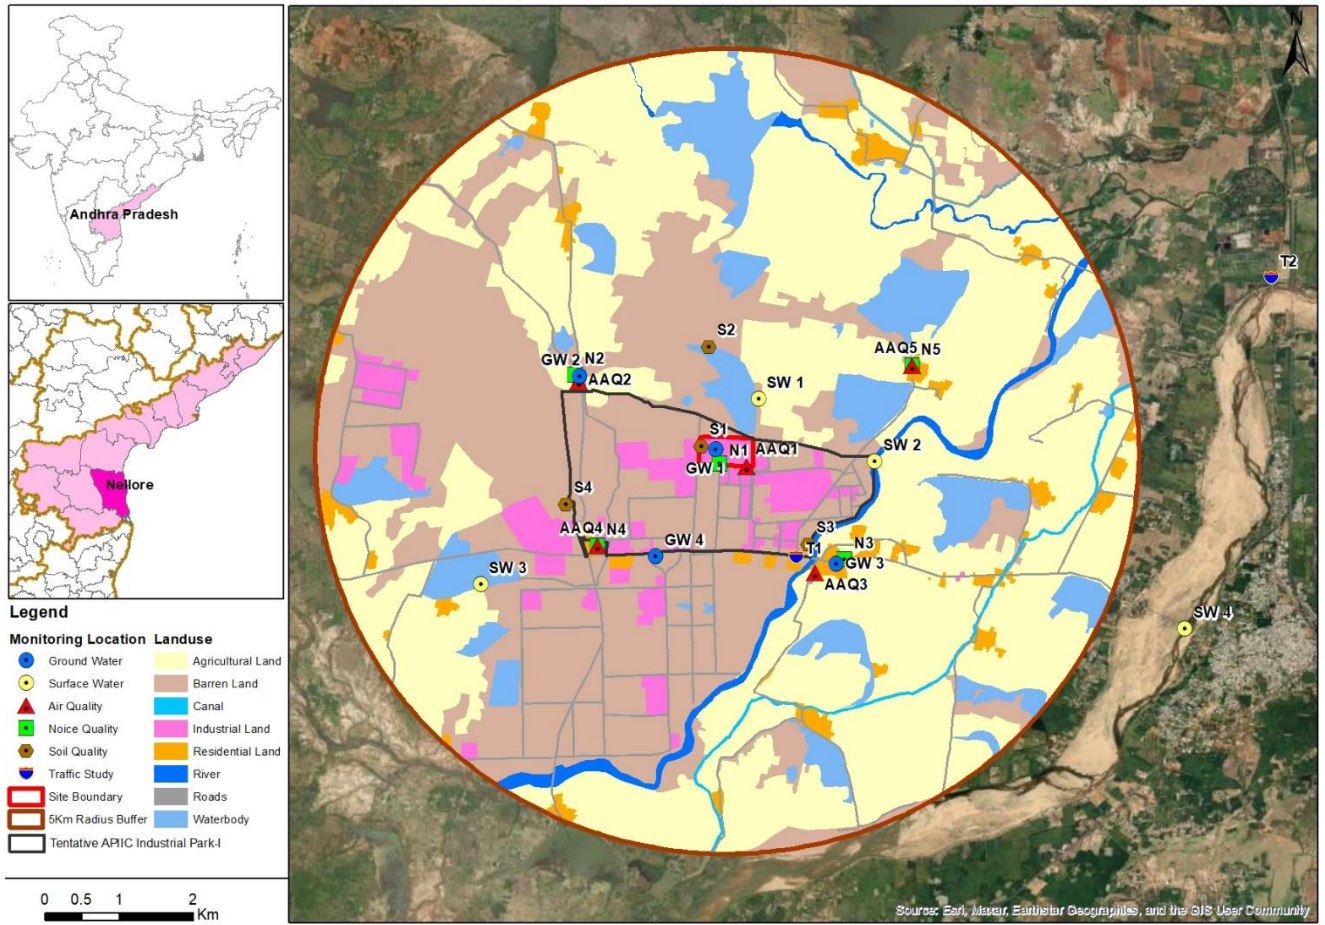 Andhra Pradesh
Nellore
Legend
Monitoring Location
Ground Water
Surface Water
Air Quality
Noice Quality
Soil Quality
Traffic Study
Site Boundary
5Km Radius Buffer
Tentative APIIC Industrial Park-I
Landuse
Agricultural Land
Barren Land
Canal
Industrial Land
Residential Land
River
Roads
Waterbody
0 0.5 1 2
Km
N
T2
S2
AAQ5 N5
GW 2 N2
AAQ2
SW 1
S1
N1 AAQ1
GW 1
SW 2
S4
AAQ4 N4
GW 4
S3
T1 N3
GW 3
AAQ3
SW 3
SW 4
Source: Esri, Maxar, Earthstar Geographics, and the GIS User Community